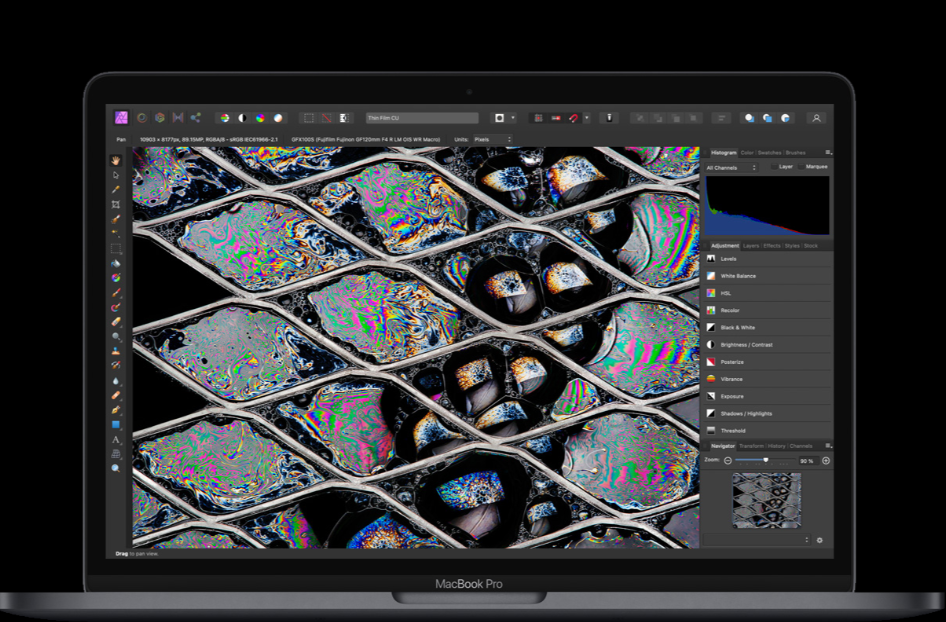 Thin Film CU
Pan 10903 x 8177px, 89.15MP, RGBA/8 - sRGB IEC61966-2.1 GFX100S (Fujifilm Fujinon GF120mm F4 R LM OIS WR Macro) Units: Pixels
Histogram Color Swatches Brushes
All Channels Layer Marquee
Adjustment Layers Effects Styles Stock
Levels
White Balance
HSL
Recolor
Black & White
Brightness / Contrast
Posterize
Vibrance
Exposure
Shadows / Highlights
Threshold
Navigator Transform History Channels
Zoom: 90 %
Drag to pan view.
MacBook Pro